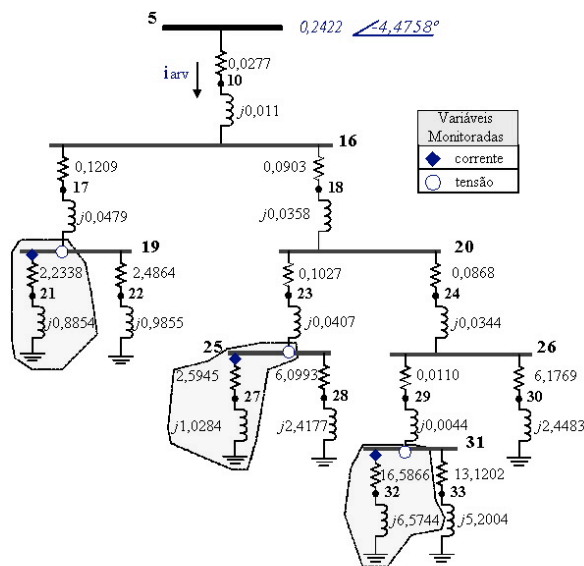 5
0,2422 -4,4758º
0,0277
iarv
10
j0,011
16
Variáveis
Monitoradas
corrente
tensão
0,1209
0,0903
17
18
j0,0479
j0,0358
19
20
2,2338
2,4864
0,1027
0,0868
21
22
23
24
j0,8854
j0,9855
j0,0407
j0,0344
25
26
2,5945
6,0993
0,0110
6,1769
27
28
29
30
j1,0284
j2,4177
j0,0044
j2,4483
31
16,5866
13,1202
32
33
j6,5744
j5,2004